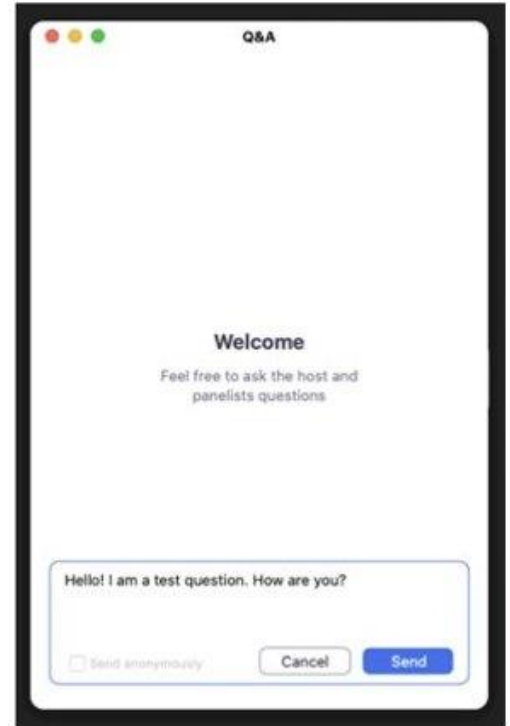 Q&A
Welcome
Feel free to ask the host and
panelists questions
Hello! I am a test question. How are you?
Send anonymously
Cancel
Send